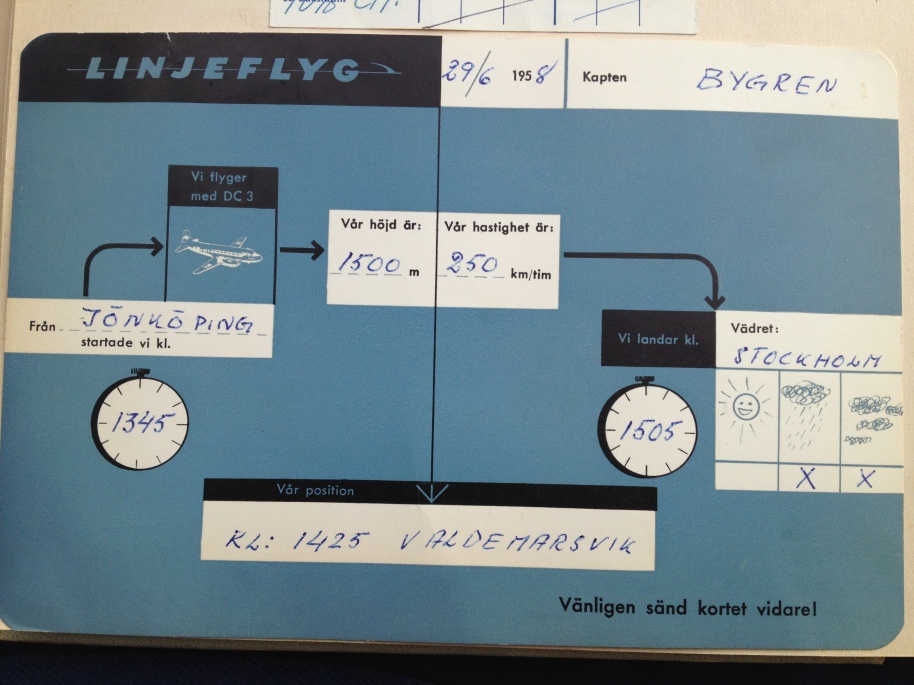 LINJEFLYG
29/6 1958
Kapten BYGREN
Vi flyger
med DC 3
Vår höjd är:
1500 m
Vår hastighet är:
250 km/tim
Från JÖNKÖPING
startade vi kl.
1345
Vi landar kl.
1505
Vädret:
STOCKHOLM
X X
Vår position
KL: 1425 VALDEMARSVIK
Vänligen sänd kortet vidare!